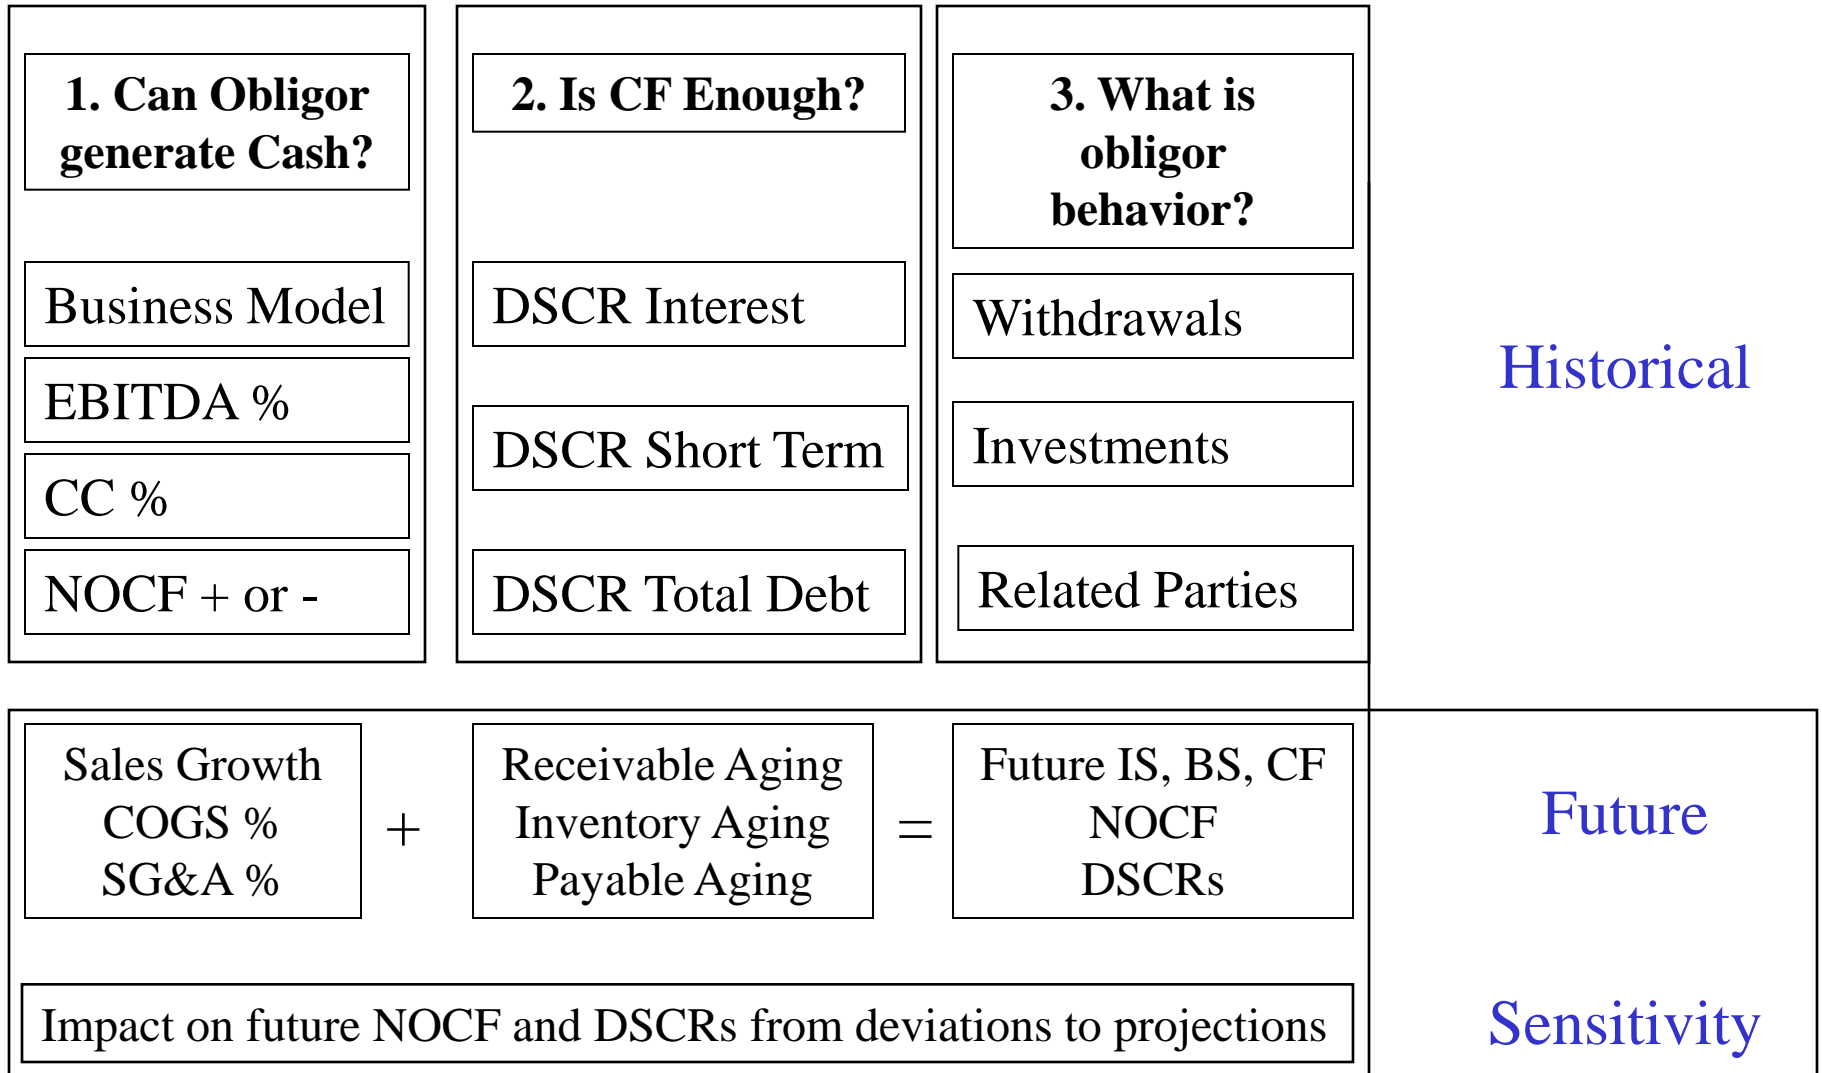 1. Can Obligor
generate Cash?
Business Model
EBITDA %
CC %
NOCF + or -
2. Is CF Enough?
DSCR Interest
DSCR Short Term
DSCR Total Debt
3. What is
obligor
behavior?
Withdrawals
Investments
Related Parties
Historical
Sales Growth
COGS %
SG&A %
+
Receivable Aging
Inventory Aging
Payable Aging
=
Future IS, BS, CF
NOCF
DSCRs
Future
Impact on future NOCF and DSCRs from deviations to projections
Sensitivity